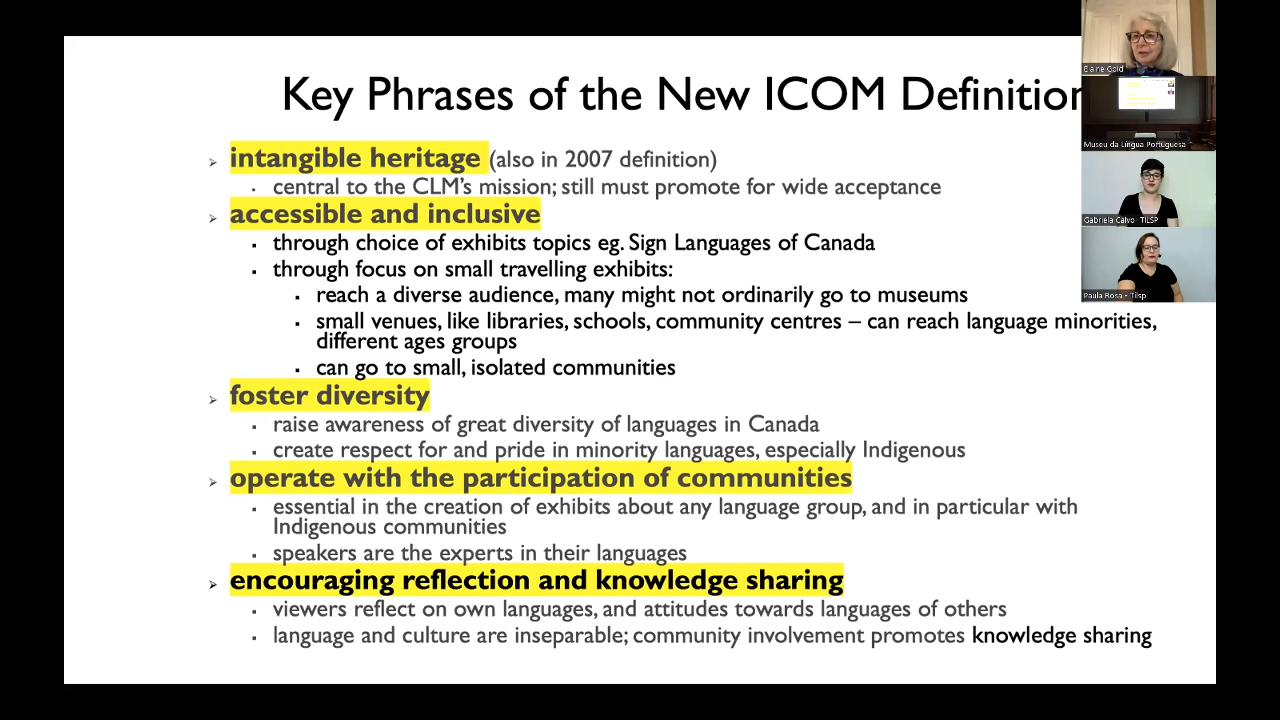 Key Phrases of the New ICOM Definition
intangible heritage (also in 2007 definition)
central to the CLM's mission; still must promote for wide acceptance
accessible and inclusive
through choice of exhibits topics eg. Sign Languages of Canada
through focus on small travelling exhibits:
reach a diverse audience, many might not ordinarily go to museums
small venues, like libraries, schools, community centres – can reach language minorities,
different ages groups
can go to small, isolated communities
foster diversity
raise awareness of great diversity of languages in Canada
create respect for and pride in minority languages, especially Indigenous
operate with the participation of communities
essential in the creation of exhibits about any language group, and in particular with
Indigenous communities
speakers are the experts in their languages
encouraging reflection and knowledge sharing
viewers reflect on own languages, and attitudes towards languages of others
language and culture are inseparable; community involvement promotes knowledge sharing
Elaine Gold
Museu da Língua Portuguesa
Gabriela Calvo- TILSP
Paula Rosa - Tilsp